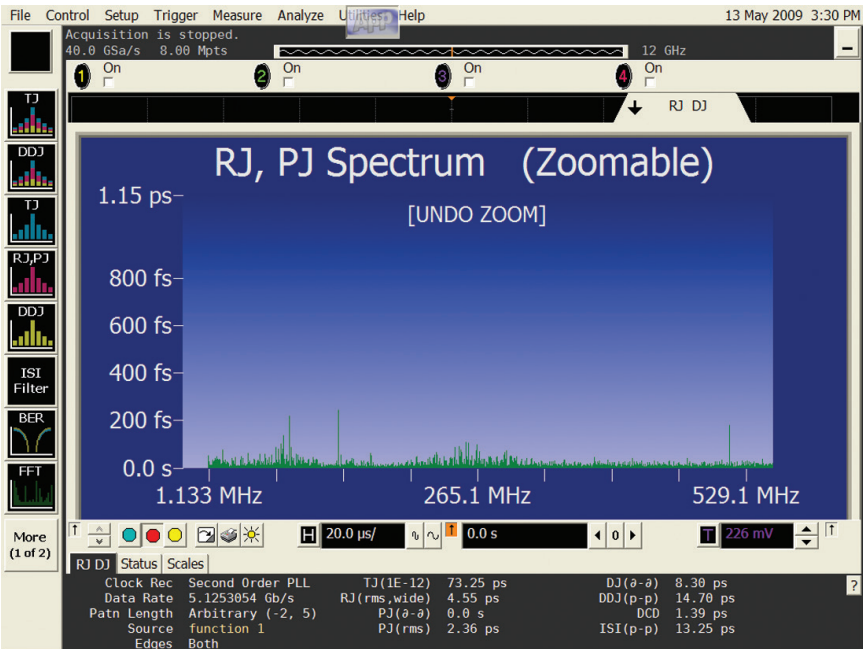 File Control Setup Trigger Measure Analyze Utilities Help 13 May 2009 3:30 PM
Acquisition is stopped.
40.0 GSa/s 8.00 Mpts 12 GHz
1 On 2 On 3 On 4 On
RJ DJ
TJ
DDJ
TJ
RJ,PJ
DDJ
ISI
Filter
BER
FFT
More
(1 of 2)
RJ, PJ Spectrum (Zoomable)
[UNDO ZOOM]
1.15 ps
800 fs
600 fs
400 fs
200 fs
0.0 s
1.133 MHz 265.1 MHz 529.1 MHz
H 20.0 µs/ 0.0 s 0 T 226 mV
RJ DJ Status Scales
Clock Rec Second Order PLL TJ(1E-12) 73.25 ps DJ(∂-∂) 8.30 ps ?
Data Rate 5.1253054 Gb/s RJ(rms,wide) 4.55 ps DDJ(p-p) 14.70 ps
Patn Length Arbitrary (-2, 5) PJ(∂-∂) 0.0 s DCD 1.39 ps
Source function 1 PJ(rms) 2.36 ps ISI(p-p) 13.25 ps
Edges Both